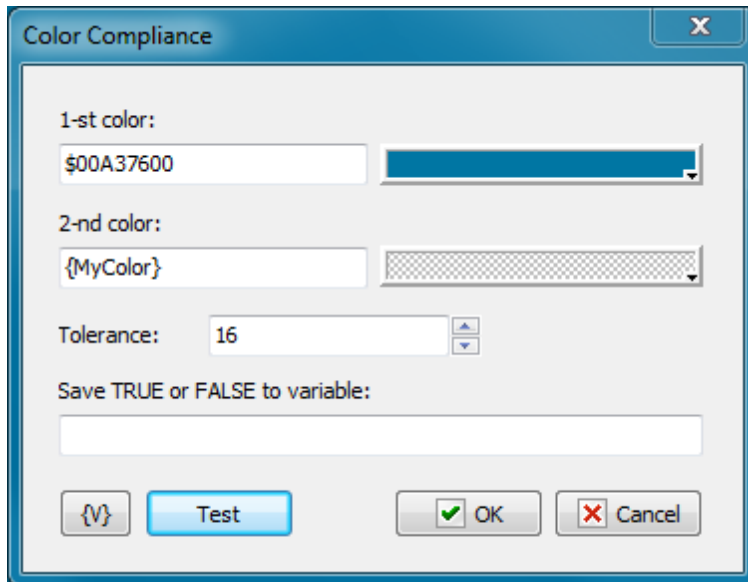 Color Compliance
1-st color:
$00A37600
2-nd color:
{MyColor}
Tolerance: 16
Save TRUE or FALSE to variable:
{V} Test OK Cancel